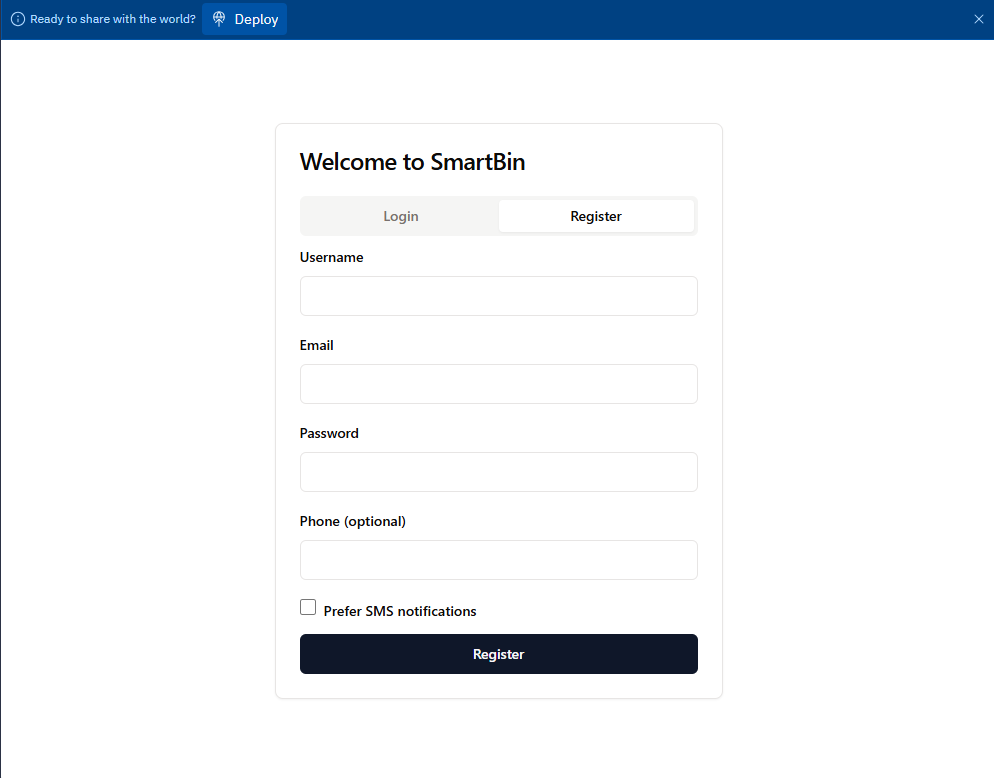 Ready to share with the world? Deploy
Welcome to SmartBin
Login Register
Username
Email
Password
Phone (optional)
Prefer SMS notifications
Register